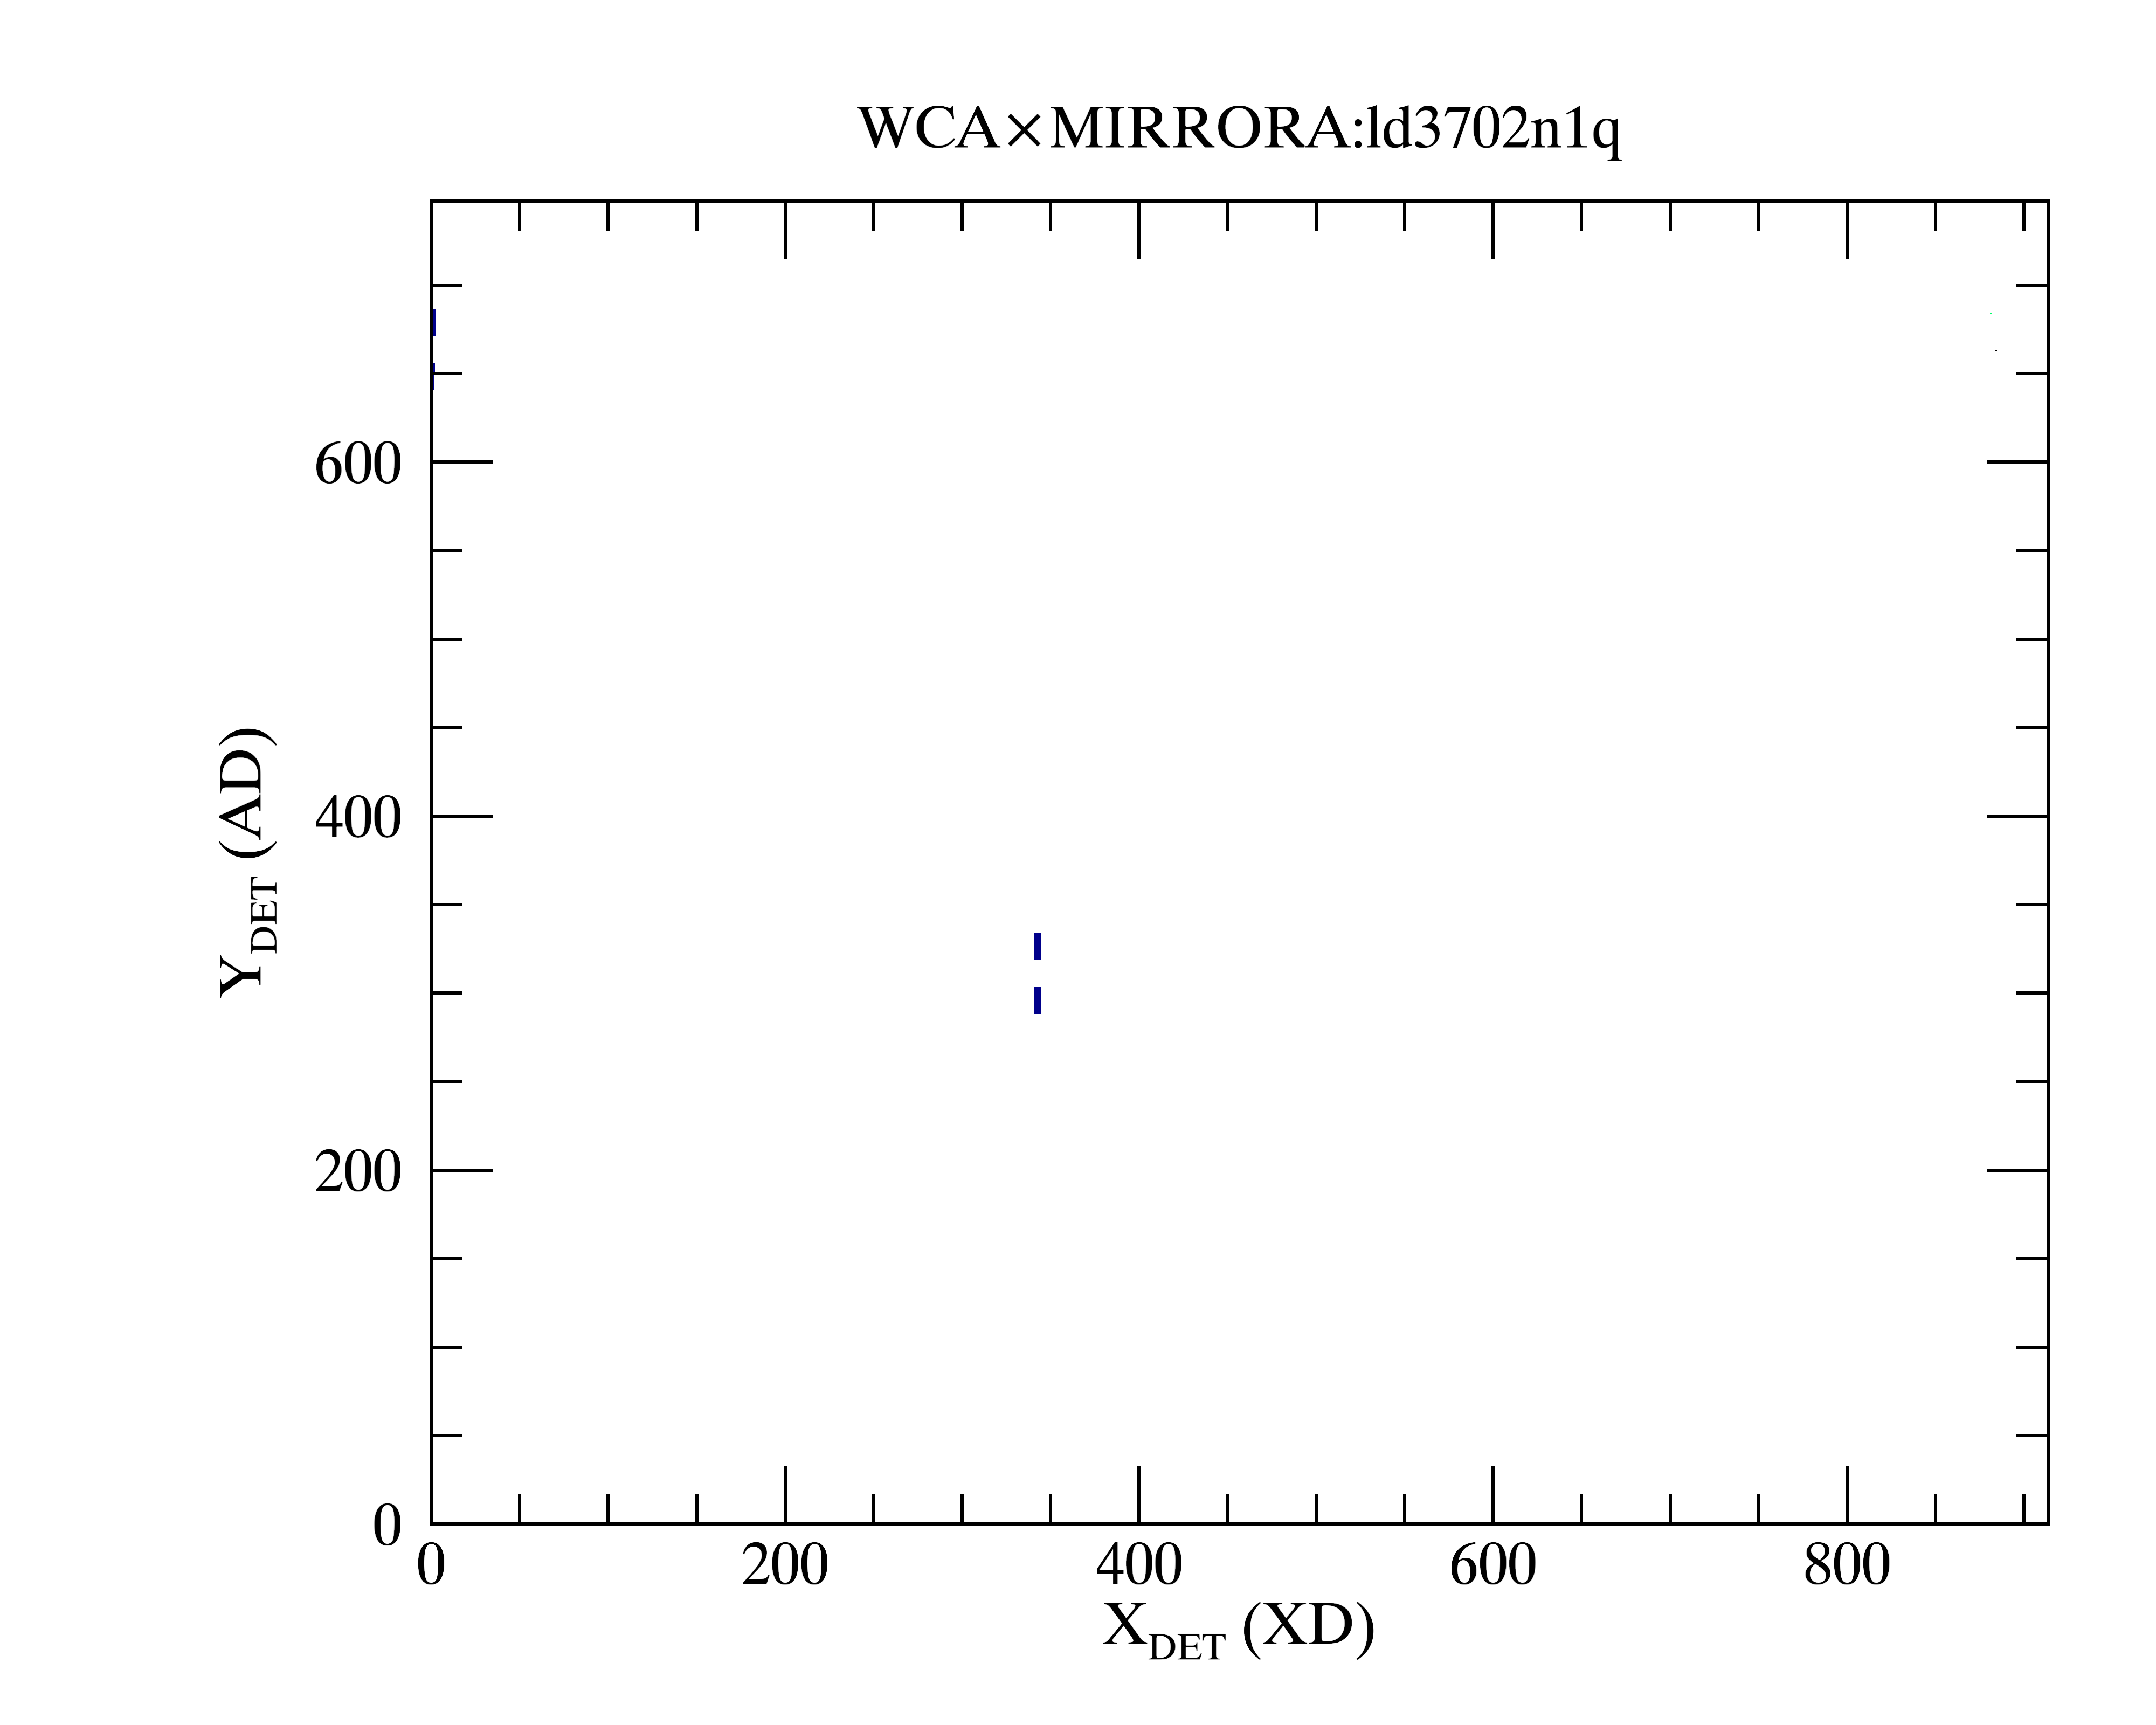 WCA×MIRRORA:ld3702n1q
600
400
200
0
0 200 400 600 800
X_DET (XD)
Y_DET (AD)